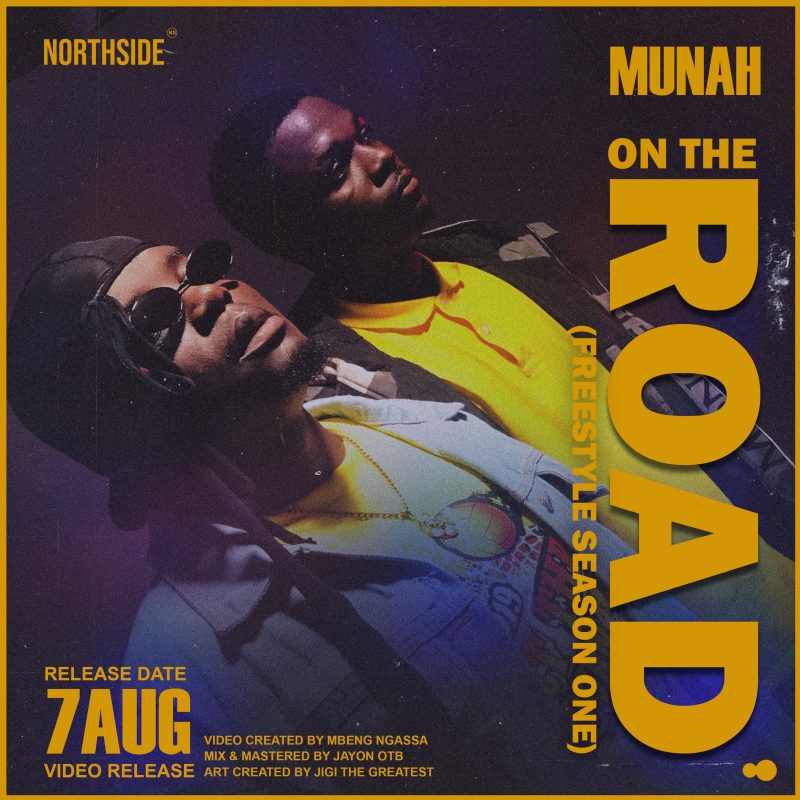 NORTHSIDE
NS
MUNAH
ON THE
ROAD
(FREESTYLE SEASON ONE)
RELEASE DATE
7AUG
VIDEO RELEASE
VIDEO CREATED BY MBENG NGASSA
MIX & MASTERED BY JAYON OTB
ART CREATED BY JIGI THE GREATEST